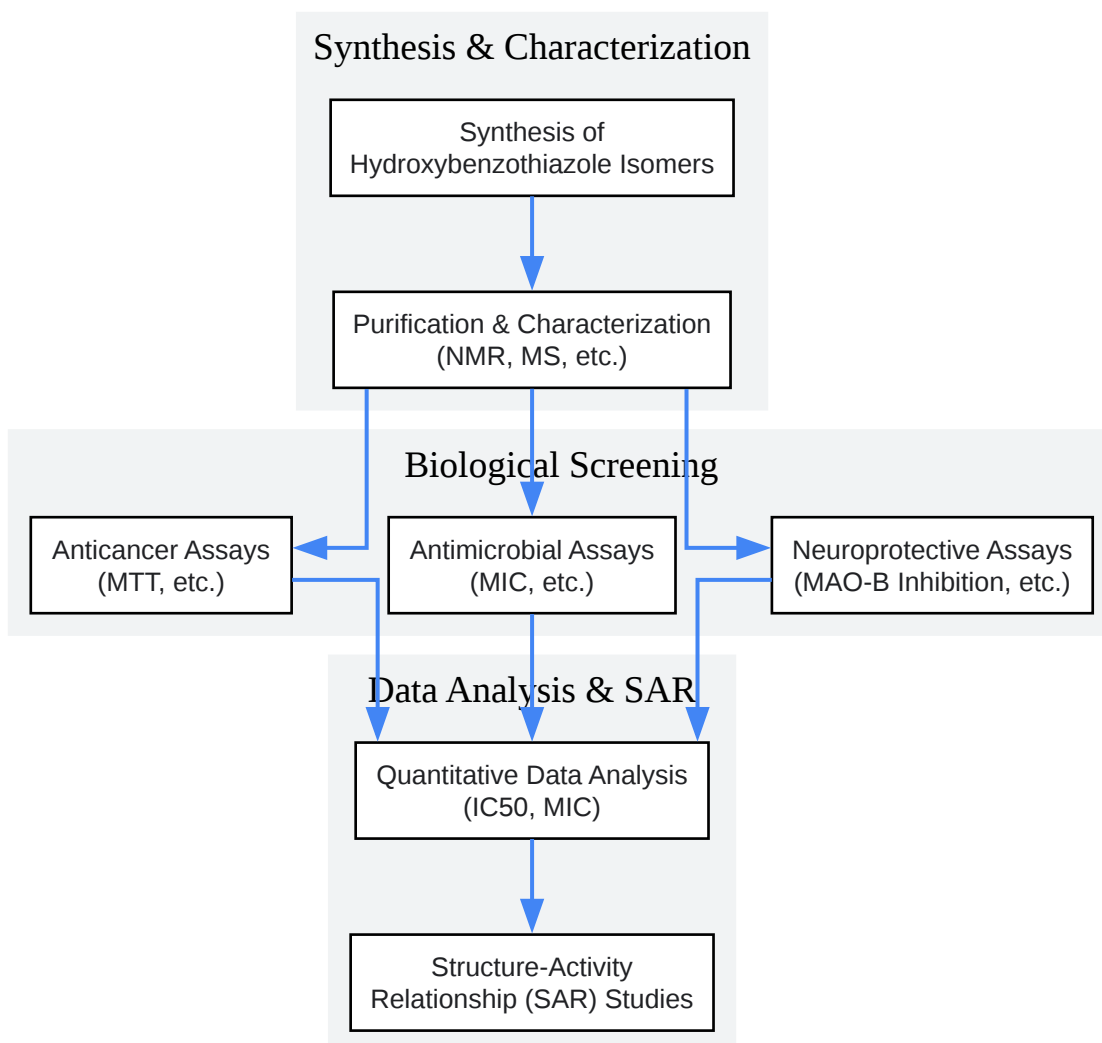 Synthesis & Characterization
Synthesis of
Hydroxybenzothiazole Isomers
Purification & Characterization
(NMR, MS, etc.)
Biological Screening
Anticancer Assays
(MTT, etc.)
Antimicrobial Assays
(MIC, etc.)
Neuroprotective Assays
(MAO-B Inhibition, etc.)
Data Analysis & SAR
Quantitative Data Analysis
(IC50, MIC)
Structure-Activity
Relationship (SAR) Studies